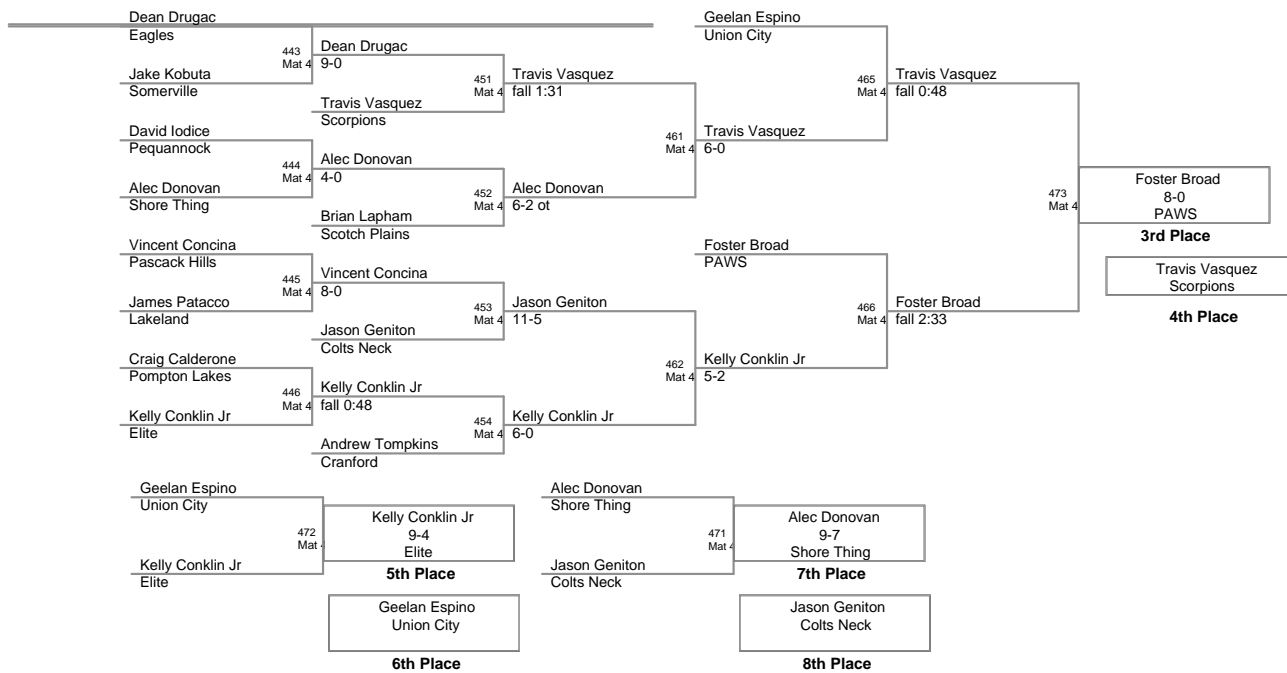 Dean Drugac
Eagles
443
Mat 4
Dean Drugac
9-0
Jake Kobuta
Somerville
451
Mat 4
Travis Vasquez
fall 1:31
Travis Vasquez
Scorpions
David Iodice
Pequannock
444
Mat 4
Alec Donovan
4-0
Alec Donovan
Shore Thing
452
Mat 4
Alec Donovan
6-2 ot
Brian Lapham
Scotch Plains
461
Mat 4
Travis Vasquez
6-0
Geelan Espino
Union City
465
Mat 4
Travis Vasquez
fall 0:48
Vincent Concina
Pascack Hills
445
Mat 4
Vincent Concina
8-0
James Patacco
Lakeland
453
Mat 4
Jason Geniton
11-5
Jason Geniton
Colts Neck
Craig Calderone
Pompton Lakes
446
Mat 4
Kelly Conklin Jr
fall 0:48
Kelly Conklin Jr
Elite
454
Mat 4
Kelly Conklin Jr
6-0
Andrew Tompkins
Cranford
462
Mat 4
Kelly Conklin Jr
5-2
Foster Broad
PAWS
466
Mat 4
Foster Broad
fall 2:33
473
Mat 4
Foster Broad
8-0
PAWS
3rd Place
Travis Vasquez
Scorpions
4th Place
Geelan Espino
Union City
472
Mat 4
Kelly Conklin Jr
Elite
Kelly Conklin Jr
9-4
Elite
5th Place
Geelan Espino
Union City
6th Place
Alec Donovan
Shore Thing
471
Mat 4
Jason Geniton
Colts Neck
Alec Donovan
9-7
Shore Thing
7th Place
Jason Geniton
Colts Neck
8th Place